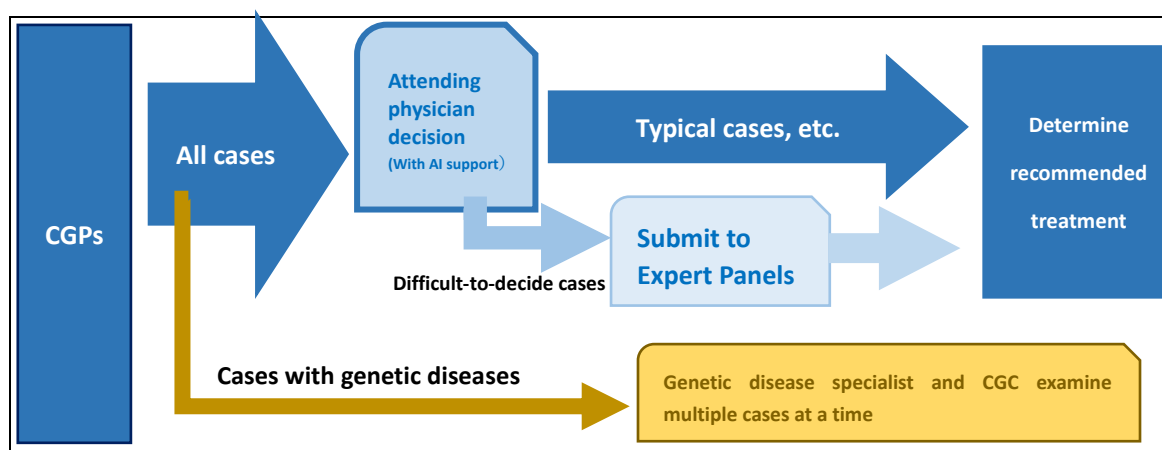 CGPs
All cases
Attending
physician
decision
(With AI support）
Typical cases, etc.
Determine
recommended
treatment
Submit to
Expert Panels
Difficult-to-decide cases
Cases with genetic diseases
Genetic disease specialist and CGC examine
multiple cases at a time